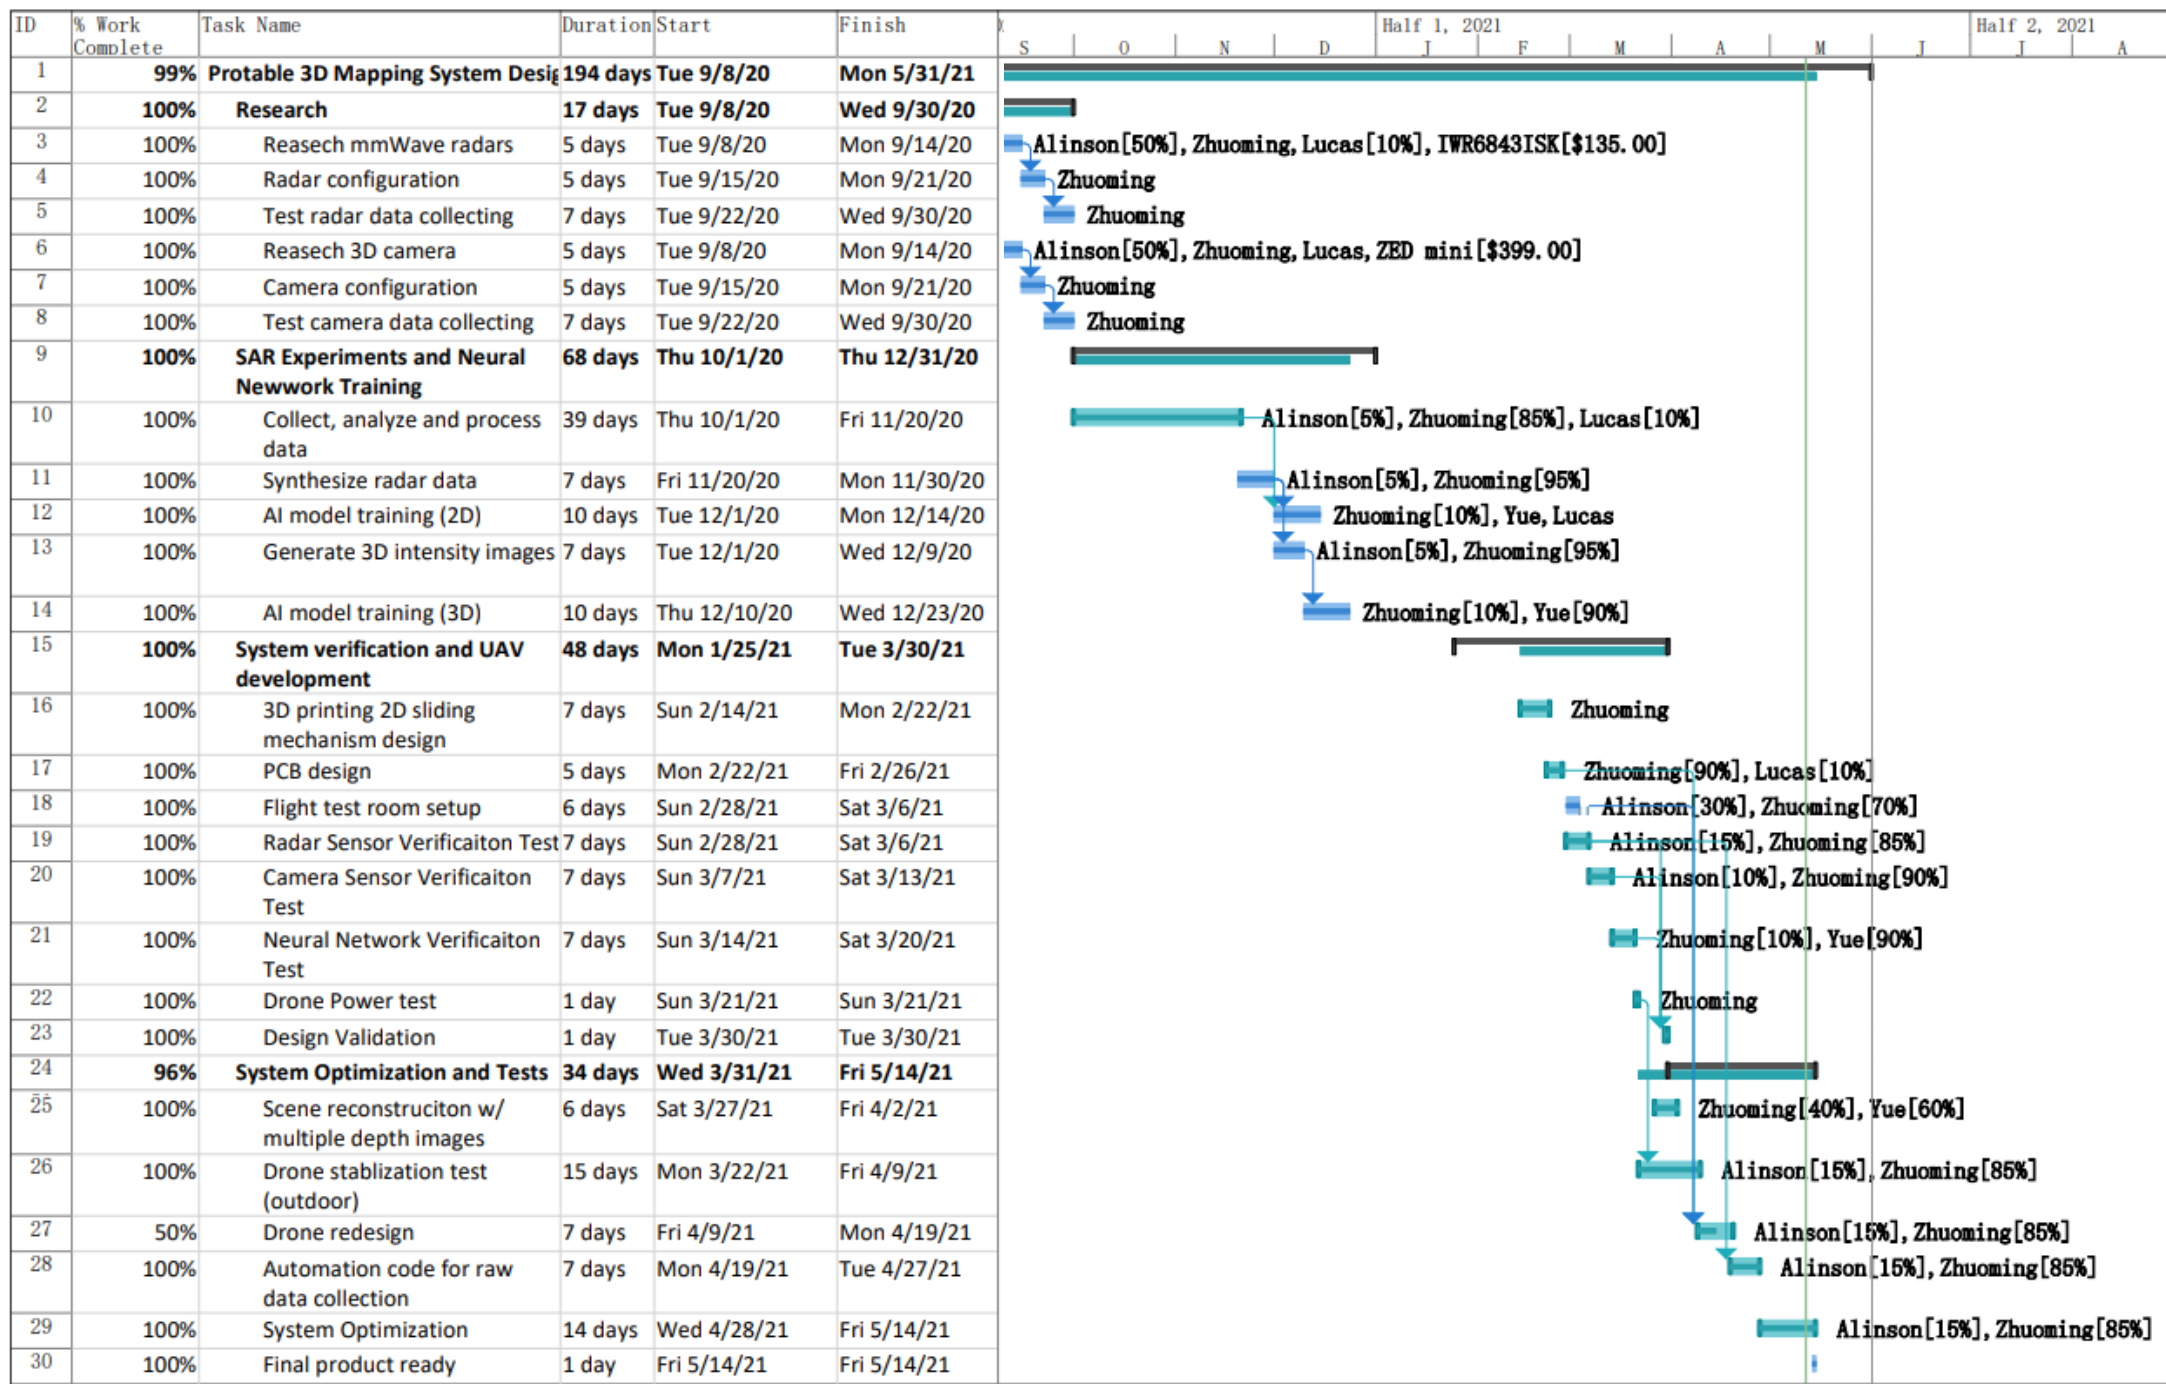 ID % Work Complete Task Name Duration Start Finish Half 1, 2021 Half 2, 2021
S O N D J F M A M J J A
1 99% Protable 3D Mapping System Desig 194 days Tue 9/8/20 Mon 5/31/21
2 100% Research 17 days Tue 9/8/20 Wed 9/30/20
3 100% Reasech mmWave radars 5 days Tue 9/8/20 Mon 9/14/20 Alinson[50%],Zhuoming,Lucas[10%],IWR6843ISK[$135.00]
4 100% Radar configuration 5 days Tue 9/15/20 Mon 9/21/20 Zhuoming
5 100% Test radar data collecting 7 days Tue 9/22/20 Wed 9/30/20 Zhuoming
6 100% Reasech 3D camera 5 days Tue 9/8/20 Mon 9/14/20 Alinson[50%],Zhuoming,Lucas,ZED mini[$399.00]
7 100% Camera configuration 5 days Tue 9/15/20 Mon 9/21/20 Zhuoming
8 100% Test camera data collecting 7 days Tue 9/22/20 Wed 9/30/20 Zhuoming
9 100% SAR Experiments and Neural 68 days Thu 10/1/20 Thu 12/31/20
Newwork Training
10 100% Collect, analyze and process 39 days Thu 10/1/20 Fri 11/20/20 Alinson[5%],Zhuoming[85%],Lucas[10%]
data
11 100% Synthesize radar data 7 days Fri 11/20/20 Mon 11/30/20 Alinson[5%],Zhuoming[95%]
12 100% AI model training (2D) 10 days Tue 12/1/20 Mon 12/14/20 Zhuoming[10%],Yue,Lucas
13 100% Generate 3D intensity images 7 days Tue 12/1/20 Wed 12/9/20 Alinson[5%],Zhuoming[95%]
14 100% AI model training (3D) 10 days Thu 12/10/20 Wed 12/23/20 Zhuoming[10%],Yue[90%]
15 100% System verification and UAV 48 days Mon 1/25/21 Tue 3/30/21
development
16 100% 3D printing 2D sliding 7 days Sun 2/14/21 Mon 2/22/21 Zhuoming
mechanism design
17 100% PCB design 5 days Mon 2/22/21 Fri 2/26/21 Zhuoming[90%],Lucas[10%]
18 100% Flight test room setup 6 days Sun 2/28/21 Sat 3/6/21 Alinson[30%],Zhuoming[70%]
19 100% Radar Sensor Verificaiton Test 7 days Sun 2/28/21 Sat 3/6/21 Alinson[15%],Zhuoming[85%]
20 100% Camera Sensor Verificaiton 7 days Sun 3/7/21 Sat 3/13/21 Alinson[10%],Zhuoming[90%]
Test
21 100% Neural Network Verificaiton 7 days Sun 3/14/21 Sat 3/20/21 Zhuoming[10%],Yue[90%]
Test
22 100% Drone Power test 1 day Sun 3/21/21 Sun 3/21/21 Zhuoming
23 100% Design Validation 1 day Tue 3/30/21 Tue 3/30/21
24 96% System Optimization and Tests 34 days Wed 3/31/21 Fri 5/14/21
25 100% Scene reconstruciton w/ 6 days Sat 3/27/21 Fri 4/2/21 Zhuoming[40%],Yue[60%]
multiple depth images
26 100% Drone stablization test 15 days Mon 3/22/21 Fri 4/9/21 Alinson[15%],Zhuoming[85%]
(outdoor)
27 50% Drone redesign 7 days Fri 4/9/21 Mon 4/19/21 Alinson[15%],Zhuoming[85%]
28 100% Automation code for raw 7 days Mon 4/19/21 Tue 4/27/21 Alinson[15%],Zhuoming[85%]
data collection
29 100% System Optimization 14 days Wed 4/28/21 Fri 5/14/21 Alinson[15%],Zhuoming[85%]
30 100% Final product ready 1 day Fri 5/14/21 Fri 5/14/21